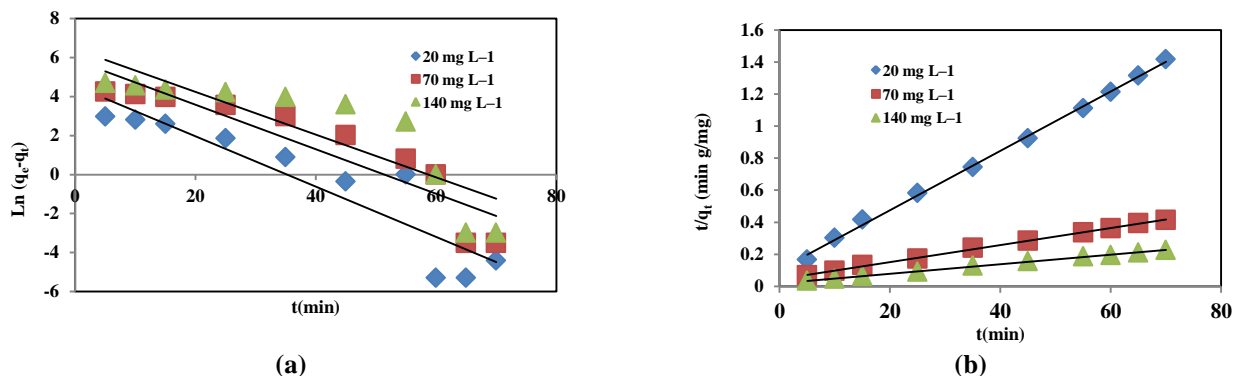 8
6
4
2
0
-2
-4
-6
0
20
40
60
80
Ln (qe-qt)
t(min)
20 mg L–1
70 mg L–1
140 mg L–1
(a)
1.6
1.4
1.2
1
0.8
0.6
0.4
0.2
0
0
20
40
60
80
t/qt (min g/mg)
t(min)
20 mg L–1
70 mg L–1
140 mg L–1
(b)